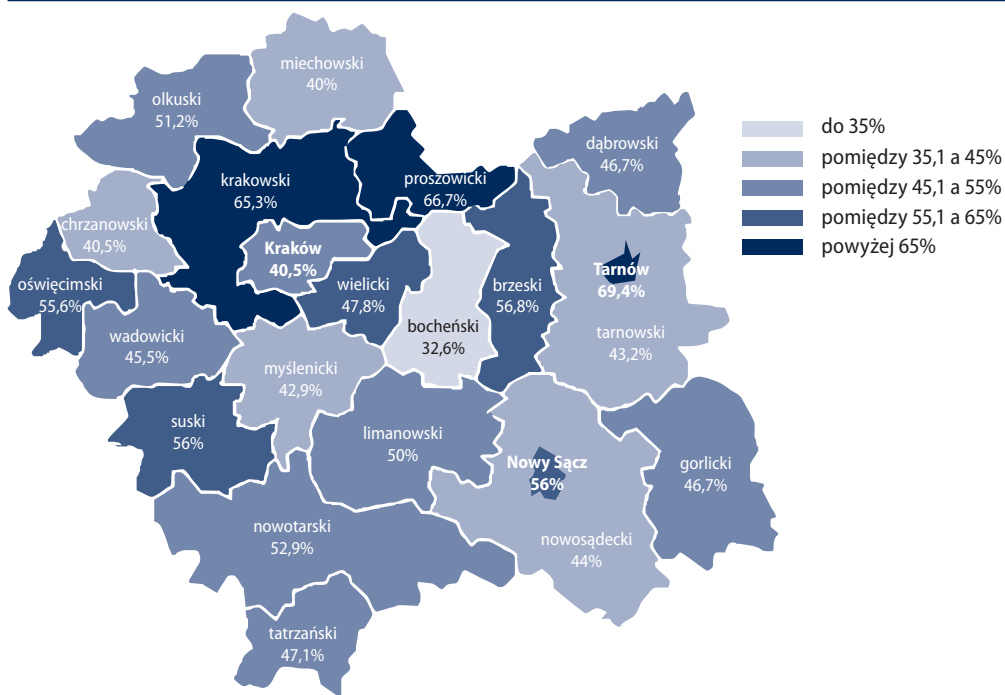 miechowski
40%
olkuski
51,2%
dąbrowski
46,7%
do 35%
pomiędzy 35,1 a 45%
pomiędzy 45,1 a 55%
pomiędzy 55,1 a 65%
powyżej 65%
krakowski
65,3%
proszowicki
66,7%
chrzanowski
40,5%
Kraków
40,5%
oświęcimski
55,6%
wielicki
47,8%
brzeski
56,8%
Tarnów
69,4%
bocheński
32,6%
tarnowski
43,2%
wadowicki
45,5%
myślenicki
42,9%
suski
56%
limanowski
50%
Nowy Sącz
56%
gorlicki
46,7%
nowotarski
52,9%
nowosądecki
44%
tatrzański
47,1%